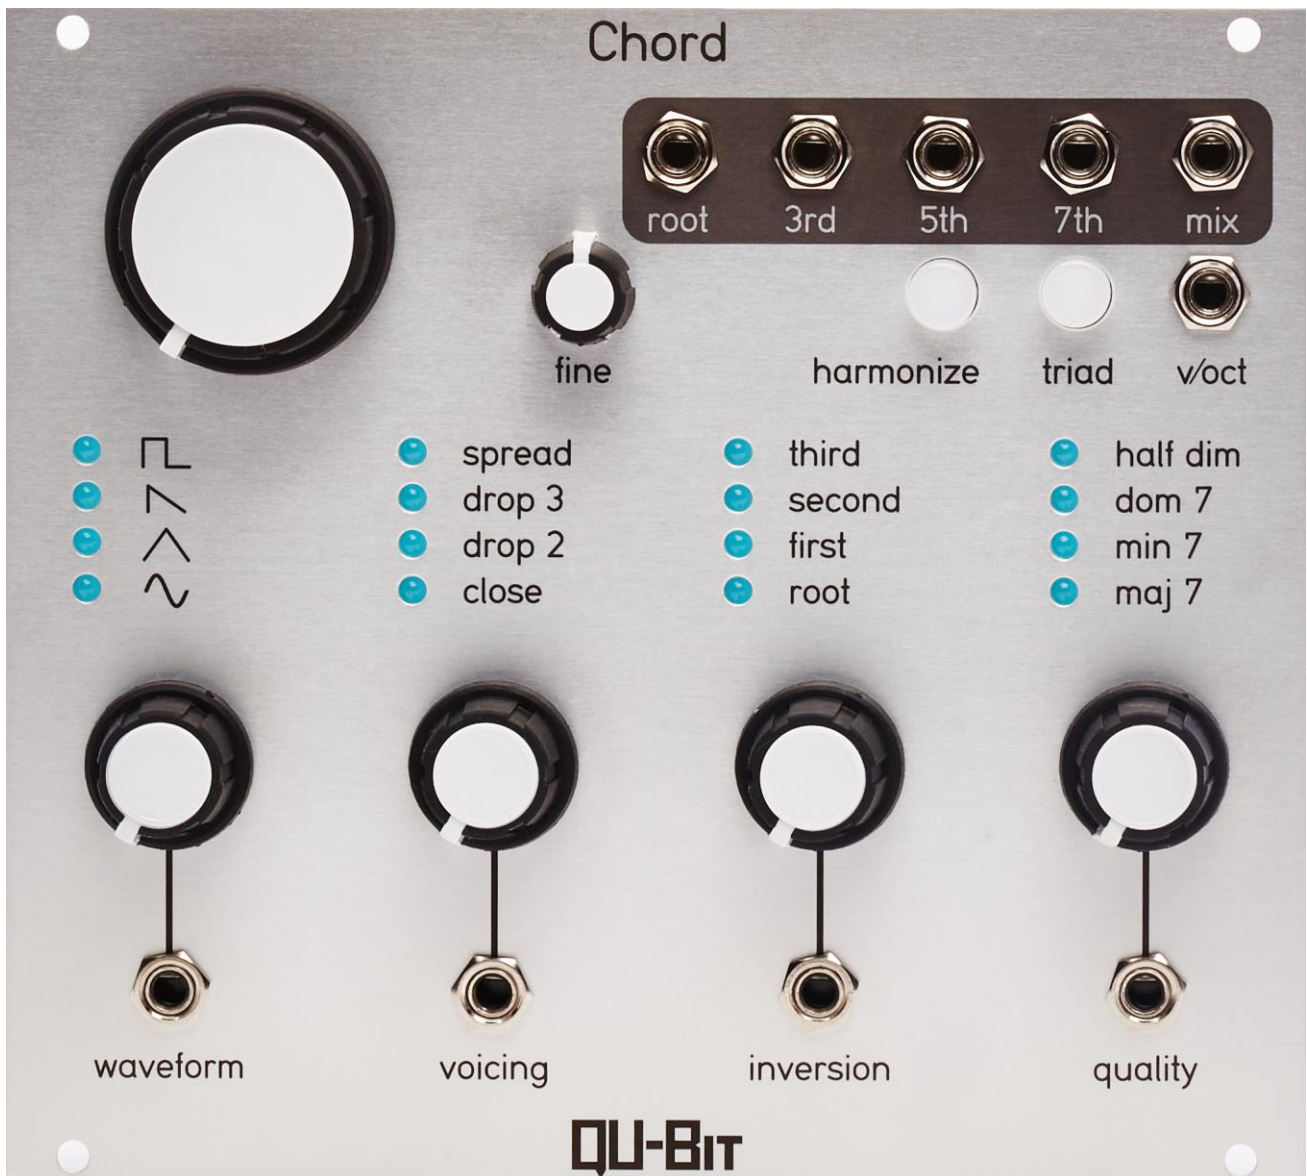 Chord
root 3rd 5th 7th mix
fine harmonize triad v/oct
spread third half dim
drop 3 second dom 7
drop 2 first min 7
close root maj 7
waveform voicing inversion quality
QU-BIT